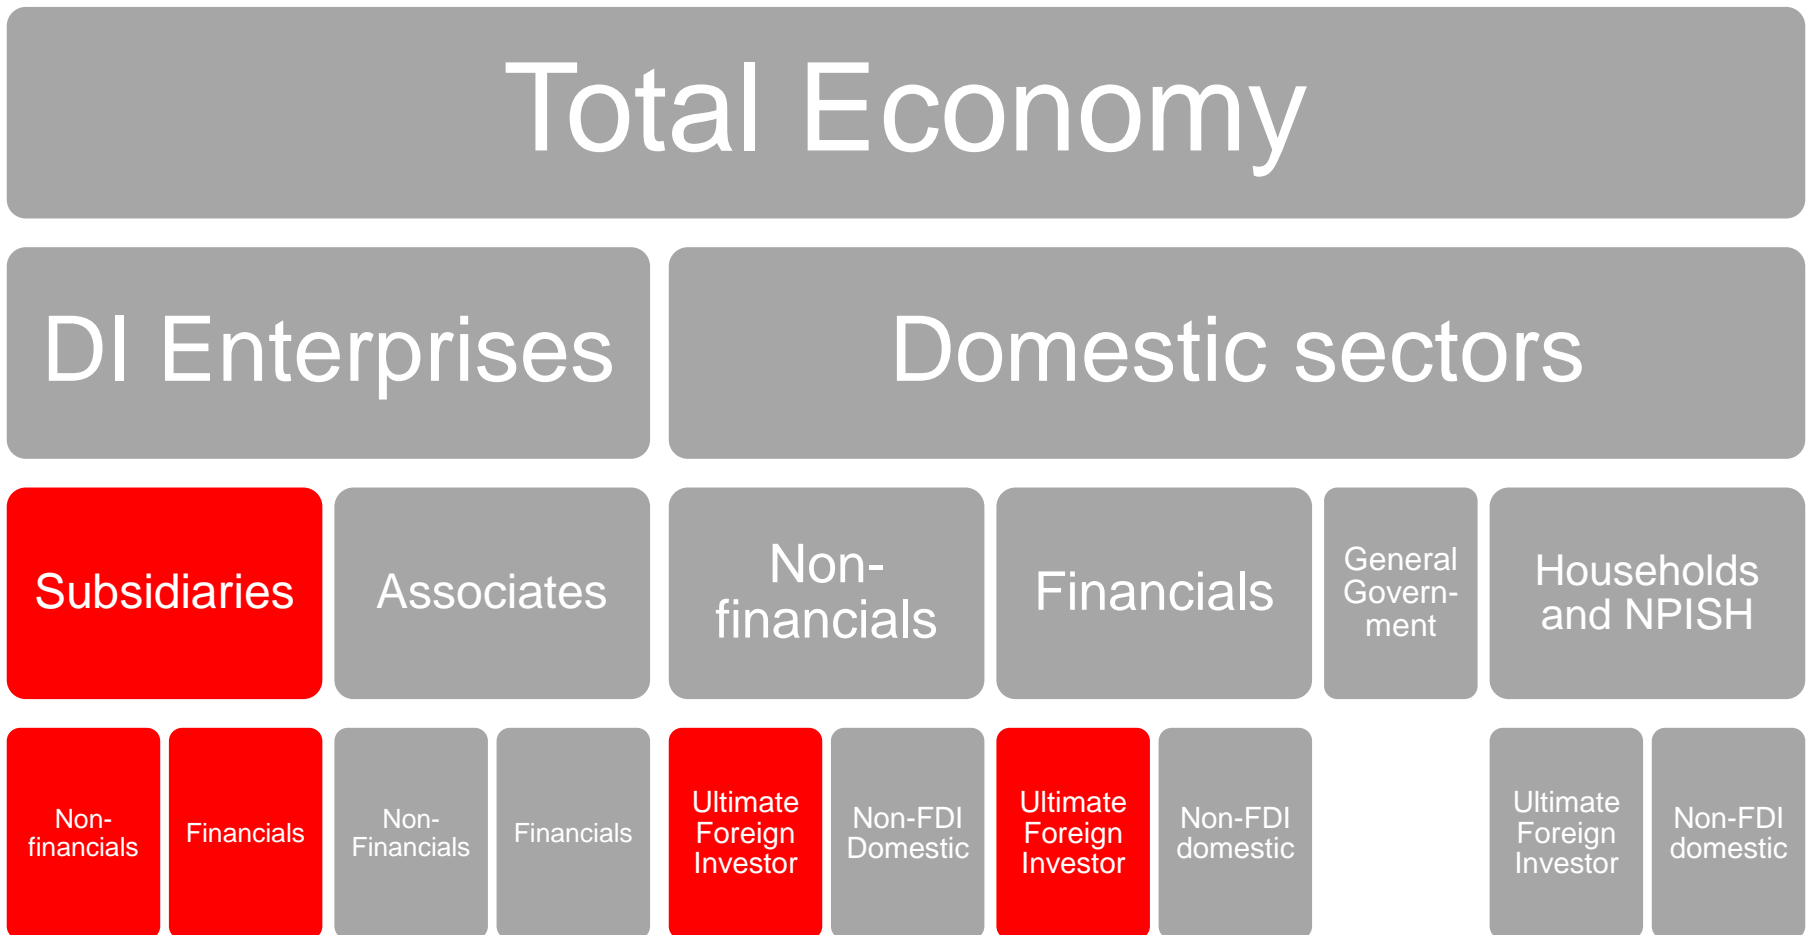 Total Economy
DI Enterprises
Domestic sectors
Subsidiaries
Associates
Non-
financials
Financials
General
Govern-
ment
Households
and NPISH
Non-
financials
Financials
Non-
Financials
Financials
Ultimate
Foreign
Investor
Non-FDI
Domestic
Ultimate
Foreign
Investor
Non-FDI
domestic
Ultimate
Foreign
Investor
Non-FDI
domestic